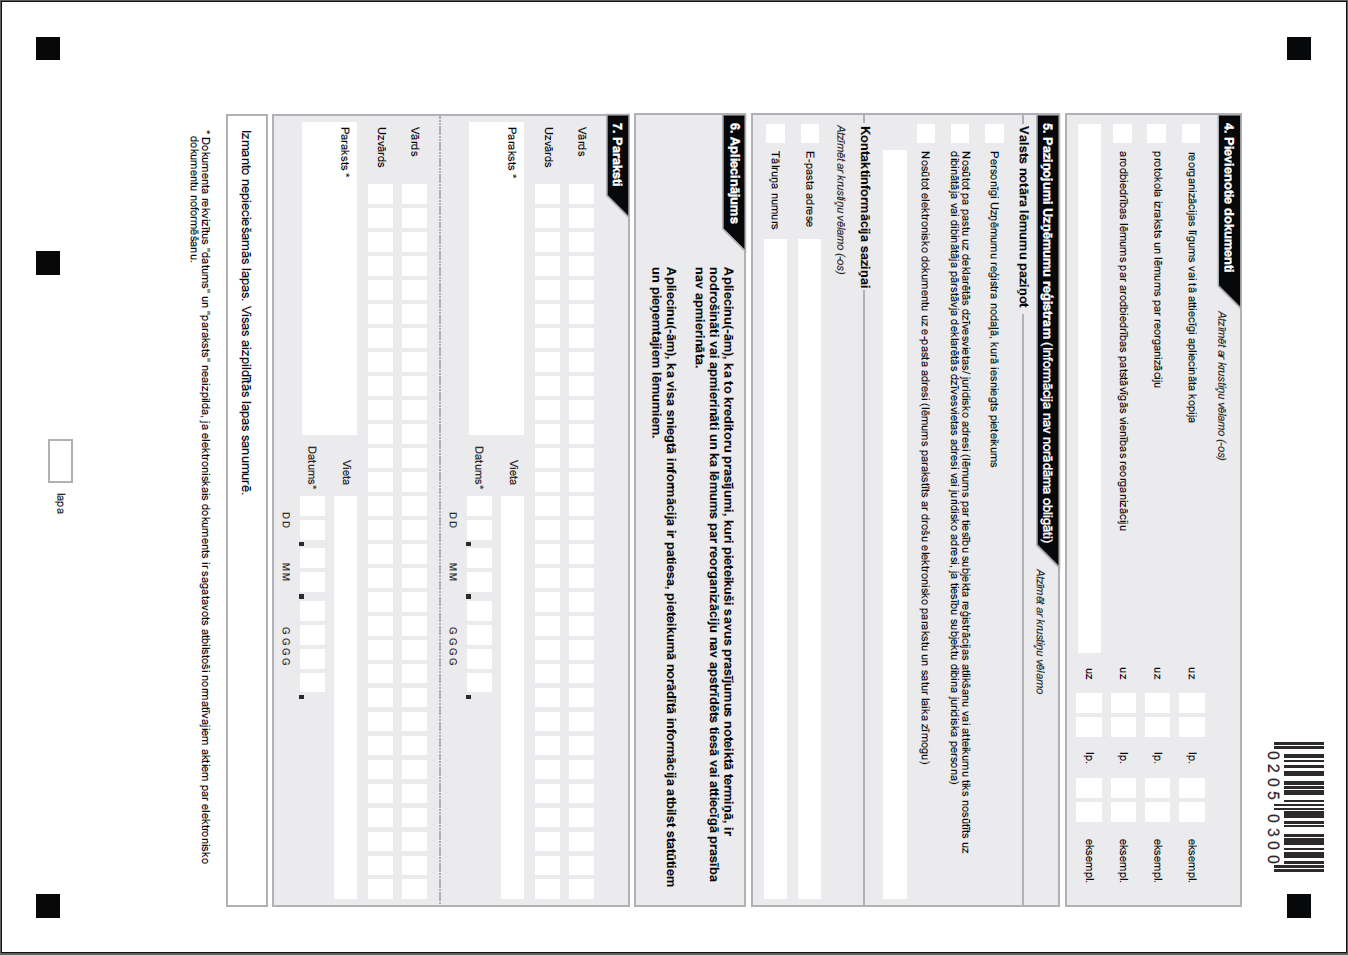 0205 0300
4. Pievienotie dokumenti
Atzīmēt ar krustiņu vēlamo (-os)
reorganizācijas līgums vai tā attiecīgi apliecināta kopija uz lp. eksempl.
protokola izraksts un lēmums par reorganizāciju uz lp. eksempl.
arodbiedrības lēmums par arodbiedrības patstāvīgās vienības reorganizāciju uz lp. eksempl.
uz lp. eksempl.
5. Paziņojumi Uzņēmumu reģistram (Informācija nav norādāma obligāti)
Atzīmēt ar krustiņu vēlamo
Valsts notāra lēmumu paziņot
Personīgi Uzņēmumu reģistra nodaļā, kurā iesniegts pieteikums
Nosūtot pa pastu uz deklarētās dzīvesvietas/ juridisko adresi (lēmums par tiesību subjekta reģistrācijas atlikšanu vai atteikumu tiks nosūtīts uz
dibinātāja vai dibinātāja pārstāvja deklarētās dzīvesvietas adresi vai juridisko adresi, ja tiesību subjektu dibina juridiska persona)
Nosūtot elektronisko dokumentu uz e-pasta adresi (lēmums parakstīts ar drošu elektronisko parakstu un satur laika zīmogu)
Kontaktinformācija saziņai
Atzīmēt ar krustiņu vēlamo (-os)
E-pasta adrese
Tālruņa numurs
6. Apliecinājums
Apliecinu(-ām), ka to kreditoru prasījumi, kuri pieteikuši savus prasījumus noteiktā termiņā, ir
nodrošināti vai apmierināti un ka lēmums par reorganizāciju nav apstrīdēts tiesā vai attiecīgā prasība
nav apmierināta.
Apliecinu(-ām), ka visa sniegtā informācija ir patiesa, pieteikumā norādītā informācija atbilst statūtiem
un pieņemtajiem lēmumiem.
7. Paraksti
Vārds
Uzvārds
Paraksts * Vieta
Datums*
DD MM GGGG
Vārds
Uzvārds
Paraksts * Vieta
Datums*
DD MM GGGG
Izmanto nepieciešamās lapas. Visas aizpildītās lapas sanumurē.
* Dokumenta rekvizītus "datums" un "paraksts" neaizpilda, ja elektroniskais dokuments ir sagatavots atbilstoši normatīvajiem aktiem par elektronisko
dokumentu noformēšanu.
lapa